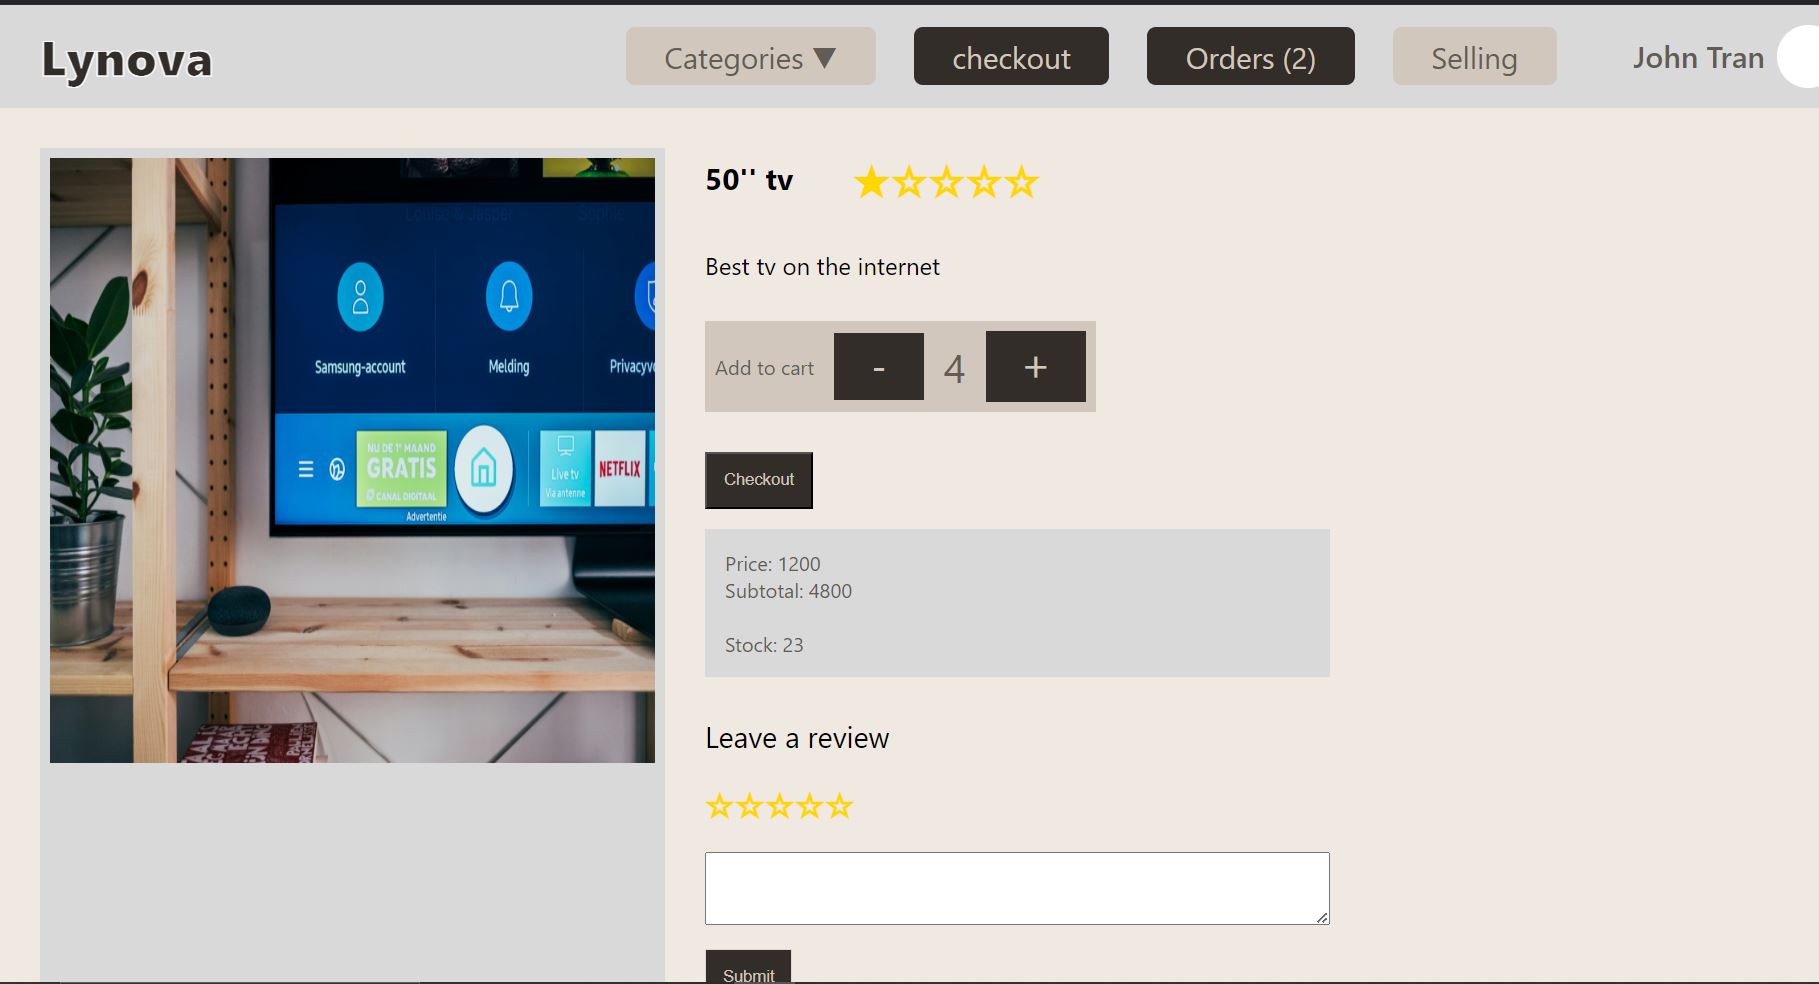 Lynova
Categories ▼
checkout
Orders (2)
Selling
John Tran
50'' tv
Best tv on the internet
Add to cart
-
4
+
Checkout
Price: 1200
Subtotal: 4800
Stock: 23
Leave a review
Submit
Louise & Jasper
Sophie
Samsung-account
Melding
Privacyv
NU DE 1e MAAND
GRATIS
CANAL DIGITAAL
Live tv
Via antenne
NETFLIX
Advertentie